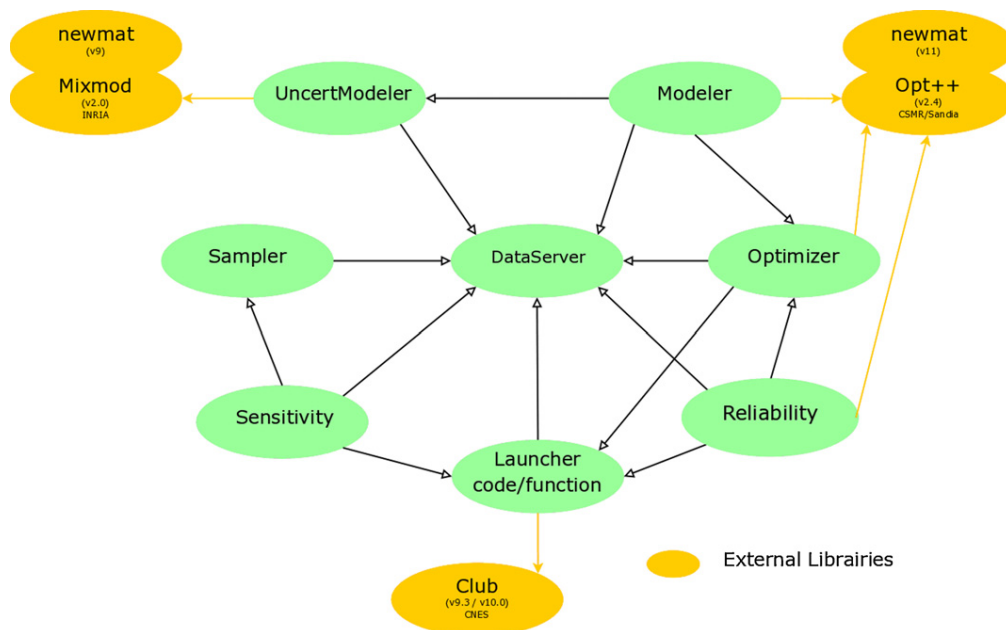 newmat
(v9)
Mixmod
(v2.0)
INRIA
UncertModeler
Modeler
newmat
(v11)
Opt++
(v2.4)
CSMR/Sandia
Sampler
DataServer
Optimizer
Sensitivity
Launcher
code/function
Reliability
Club
(v9.3 / v10.0)
CNES
External Librairies